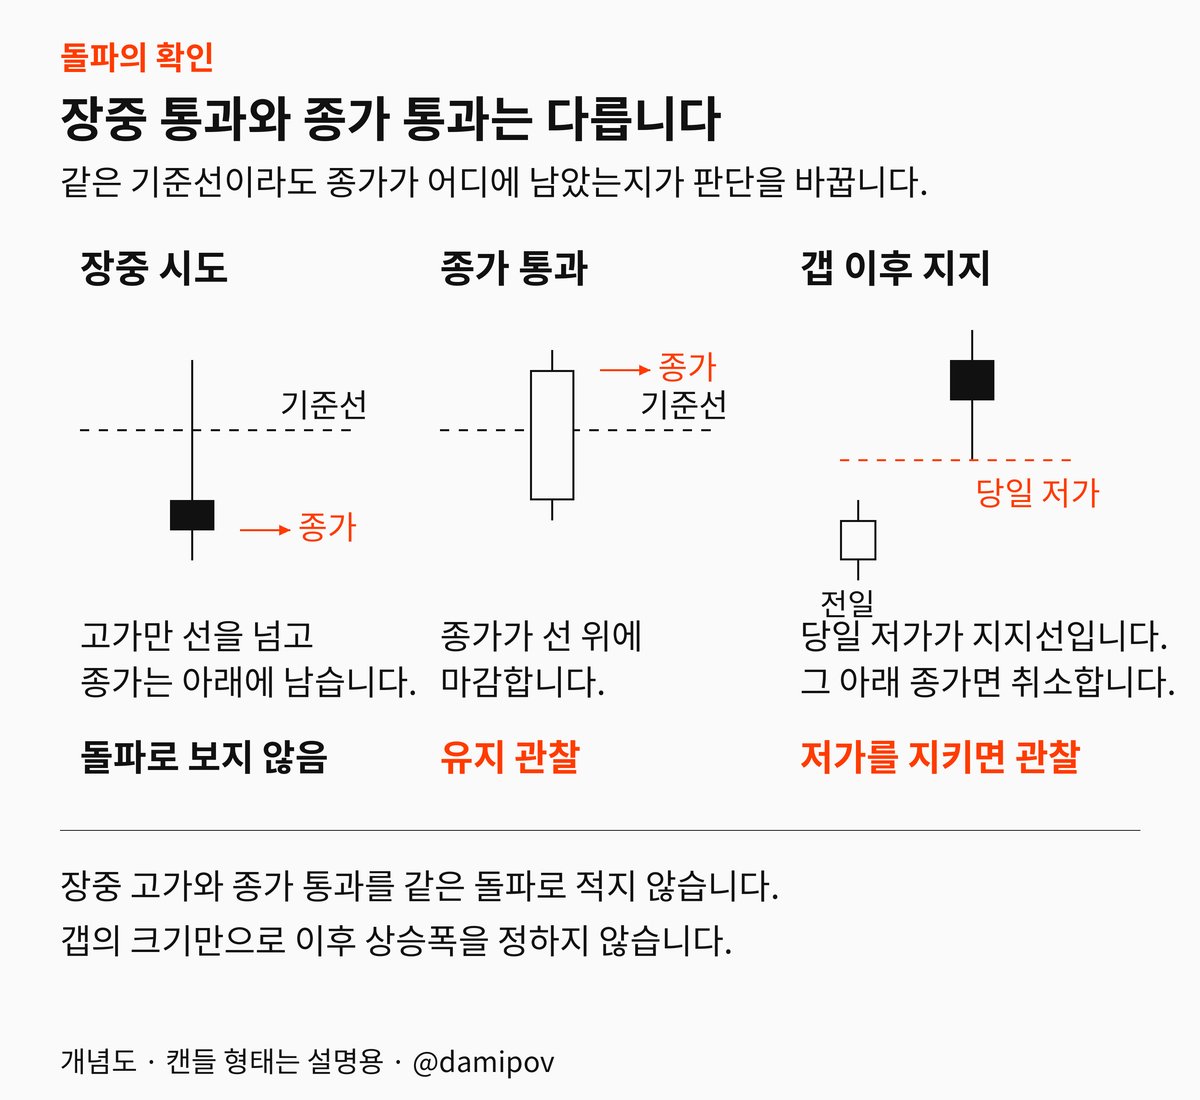 돌파의 확인
장중 통과와 종가 통과는 다릅니다
같은 기준선이라도 종가가 어디에 남았는지가 판단을 바꿉니다.
장중 시도
기준선
종가
고가만 선을 넘고
종가는 아래에 남습니다.
돌파로 보지 않음
종가 통과
종가
기준선
종가가 선 위에
마감합니다.
유지 관찰
갭 이후 지지
당일 저가
전일
당일 저가가 지지선입니다.
그 아래 종가면 취소합니다.
저가를 지키면 관찰
장중 고가와 종가 통과를 같은 돌파로 적지 않습니다.
갭의 크기만으로 이후 상승폭을 정하지 않습니다.
개념도 · 캔들 형태는 설명용 · @damipov